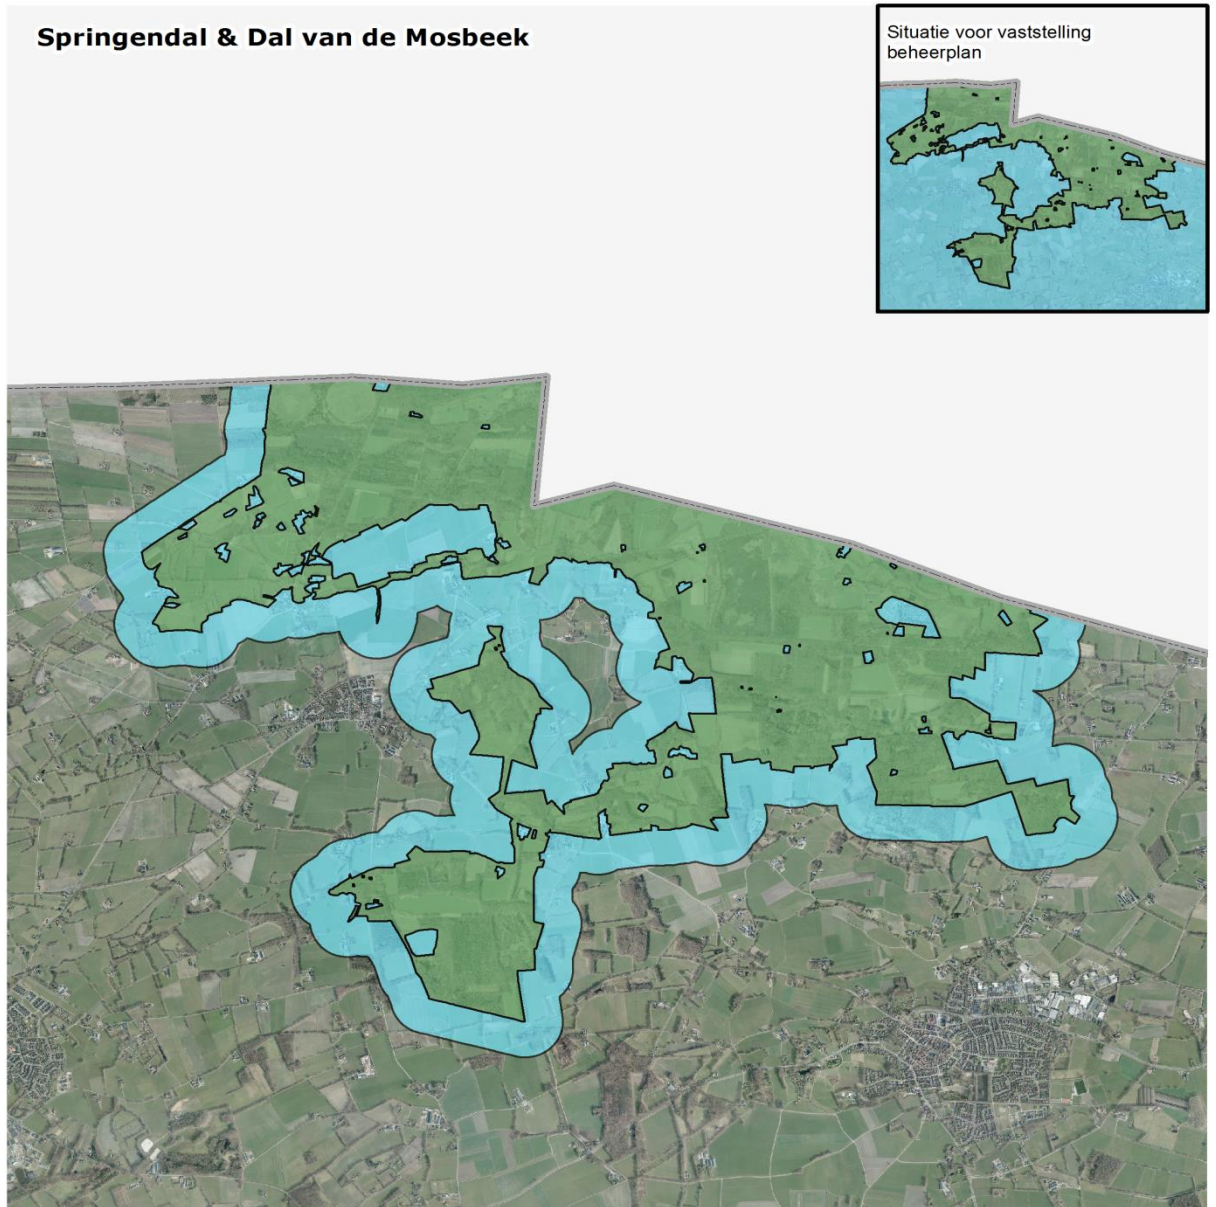 Springendal & Dal van de Mosbeek
Situatie voor vaststelling
beheerplan